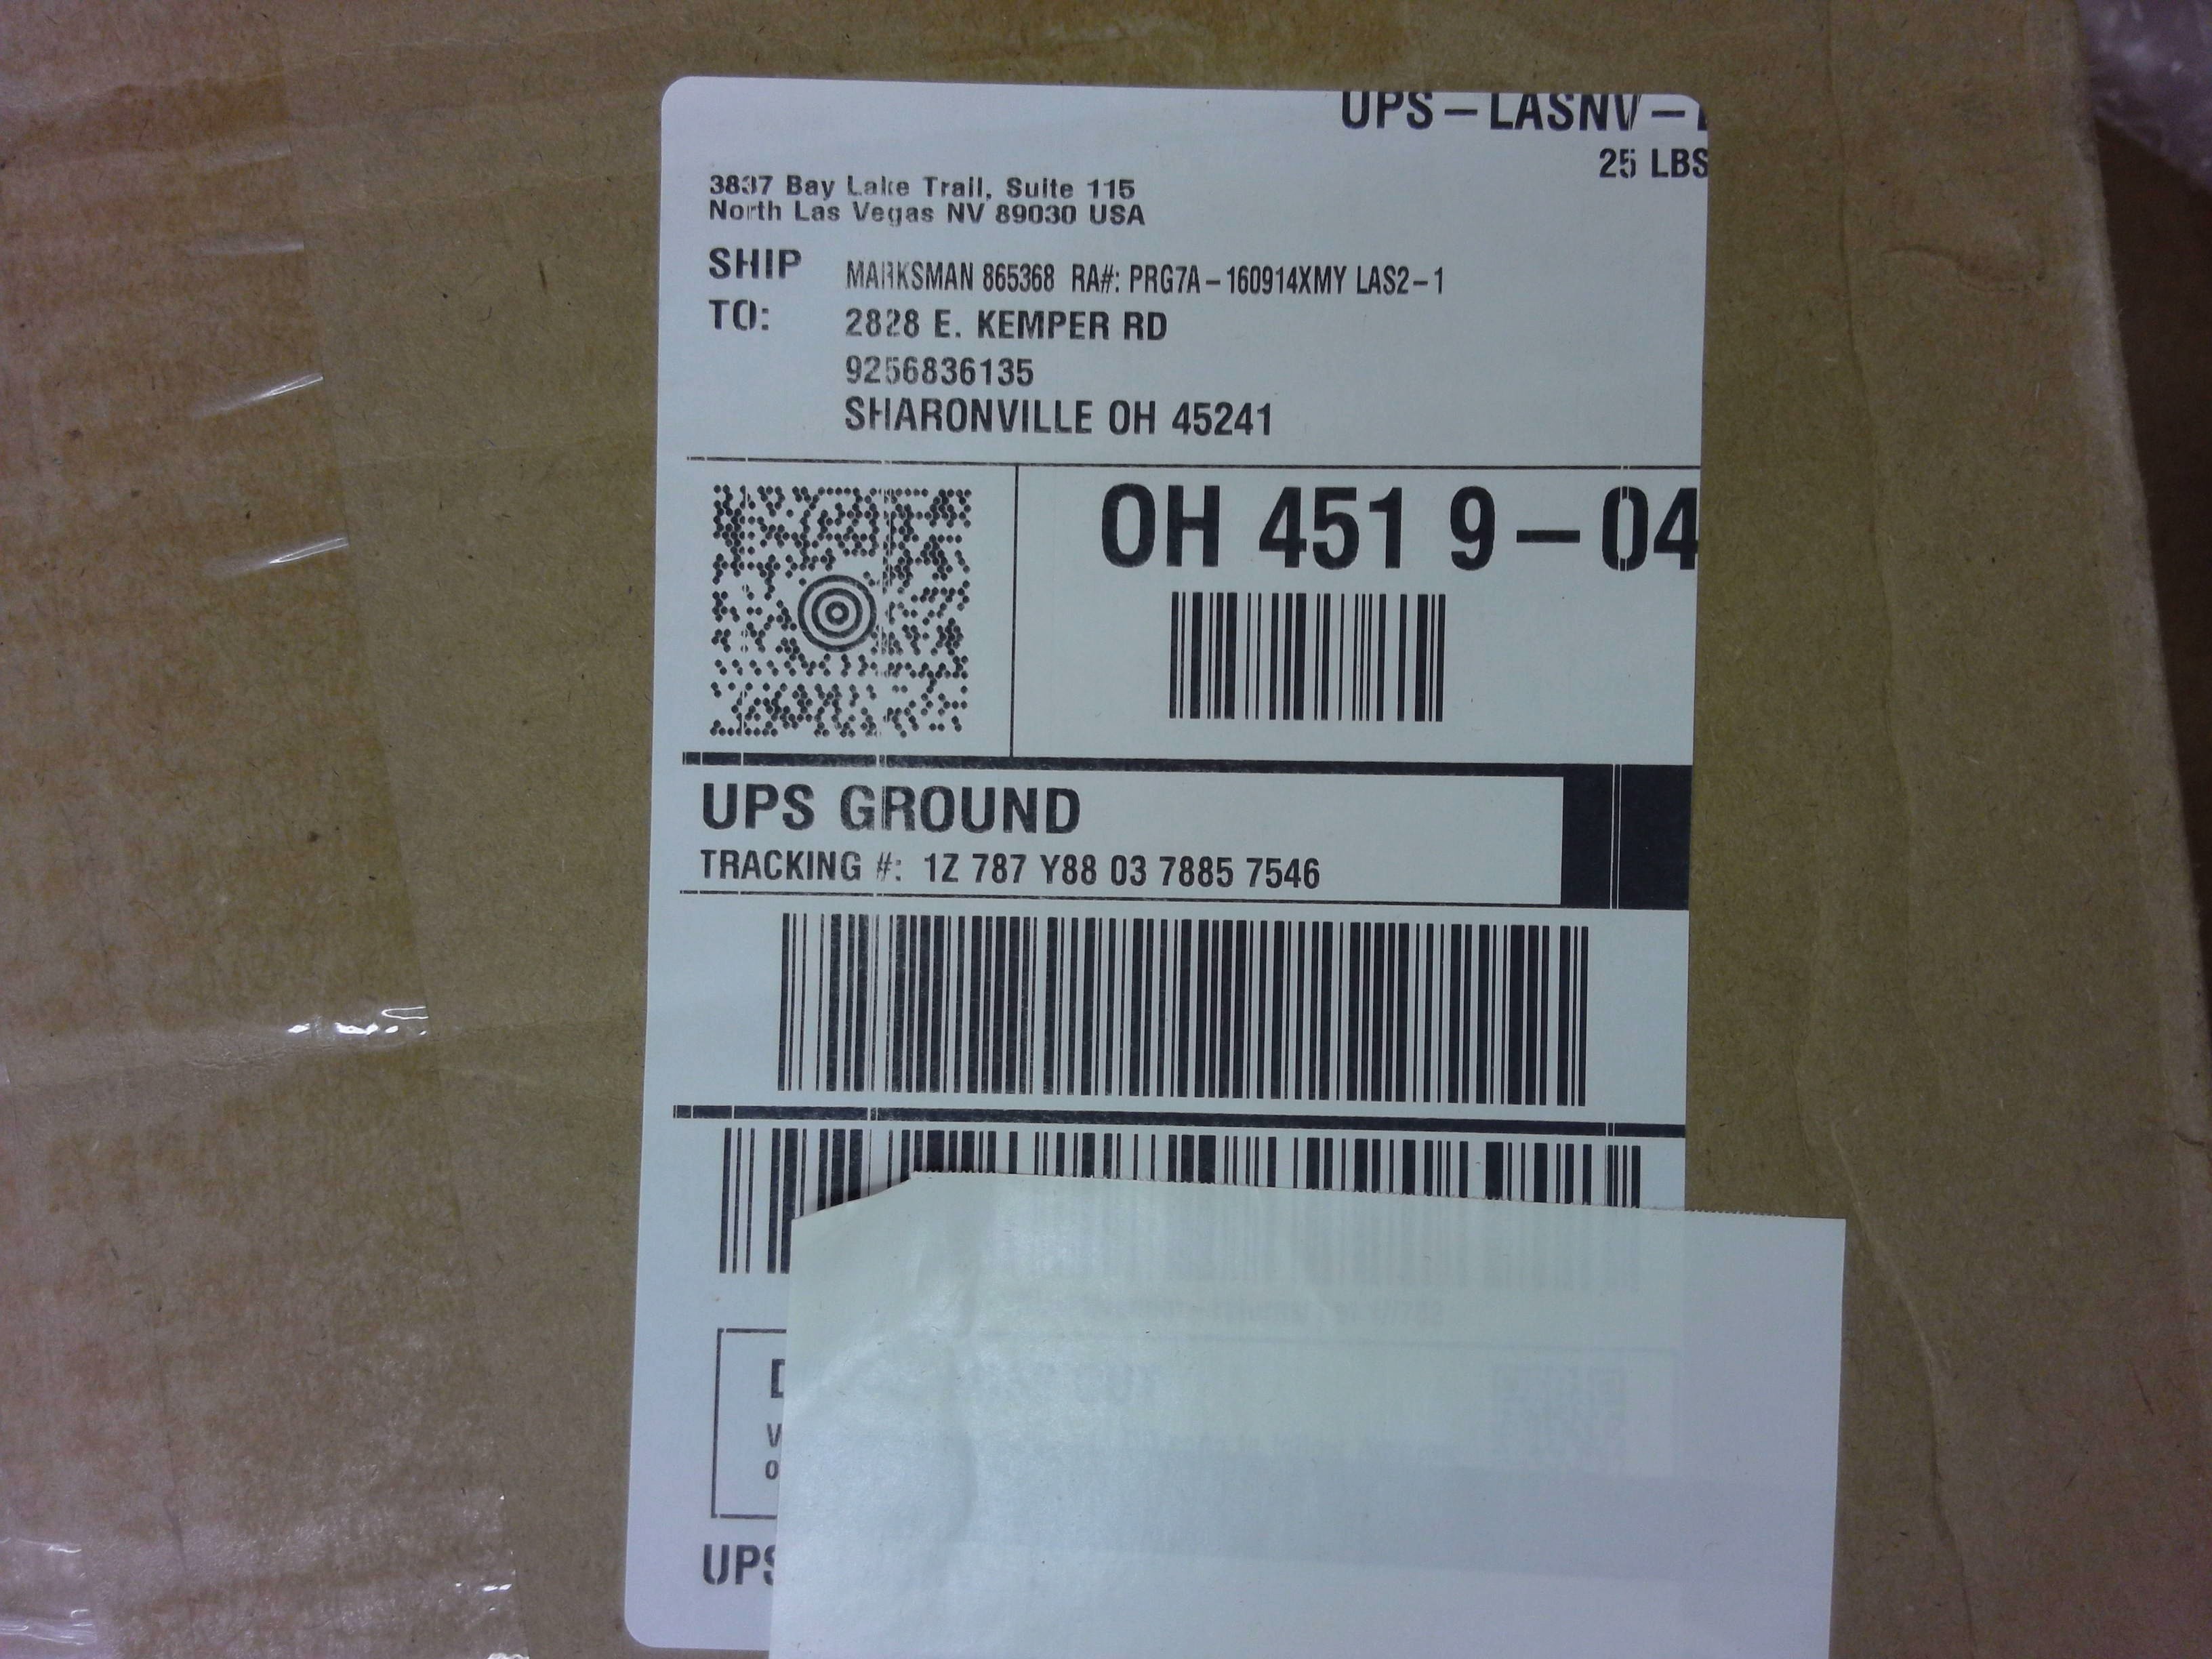 UPS – LASNV –
25 LBS
3837 Bay Lake Trail, Suite 115
North Las Vegas NV 89030 USA
SHIP TO:
MARKSMAN 865368 RA#: PRG7A – 160914XMY LAS2 – 1
2828 E. KEMPER RD
9256836135
SHARONVILLE OH 45241
OH 451 9 – 04
UPS GROUND
TRACKING #: 1Z 787 Y88 03 7885 7546
UPS